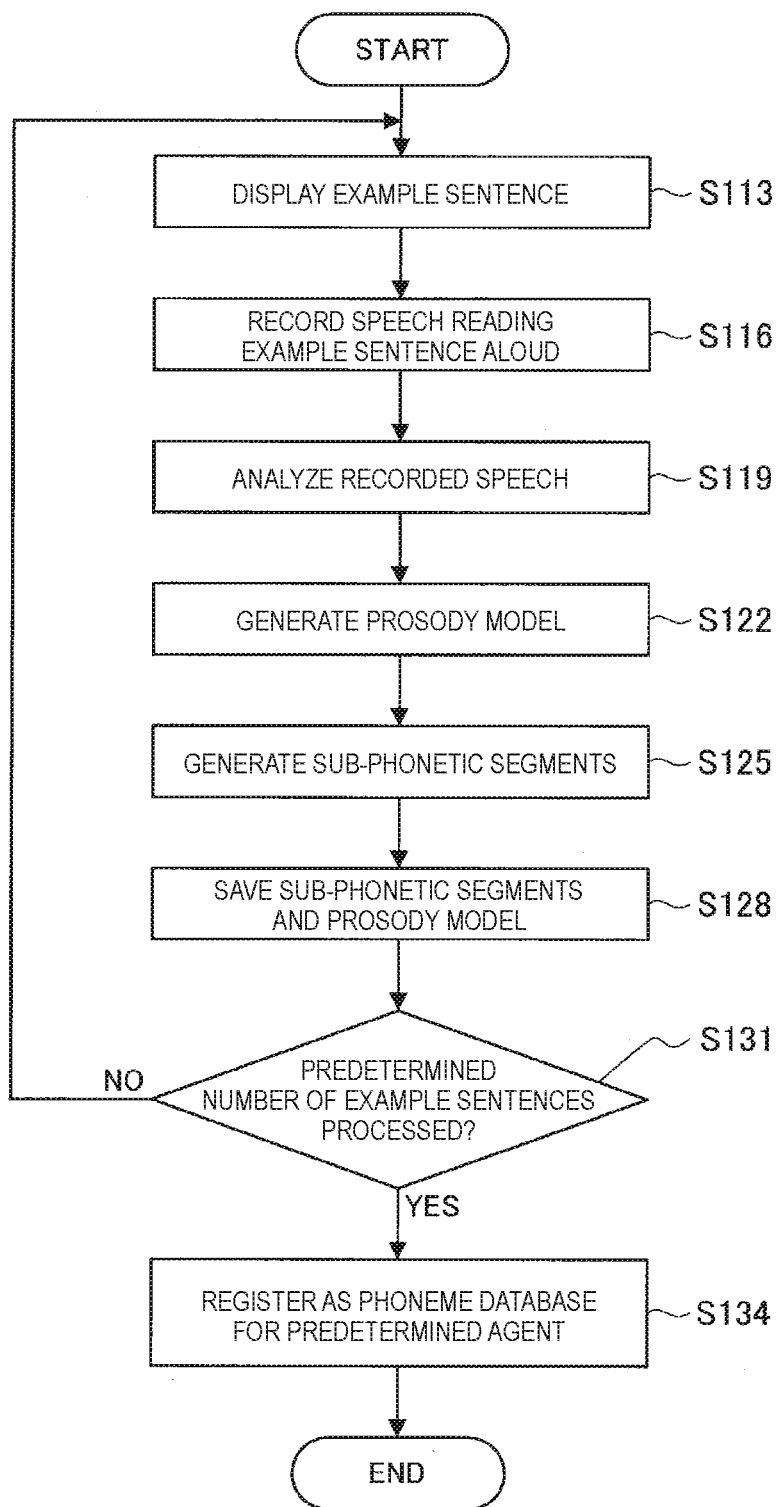 START
DISPLAY EXAMPLE SENTENCE
S113
RECORD SPEECH READING
EXAMPLE SENTENCE ALOUD
S116
ANALYZE RECORDED SPEECH
S119
GENERATE PROSODY MODEL
S122
GENERATE SUB-PHONETIC SEGMENTS
S125
SAVE SUB-PHONETIC SEGMENTS
AND PROSODY MODEL
S128
S131
NO
PREDETERMINED
NUMBER OF EXAMPLE SENTENCES
PROCESSED?
YES
REGISTER AS PHONEME DATABASE
FOR PREDETERMINED AGENT
S134
END